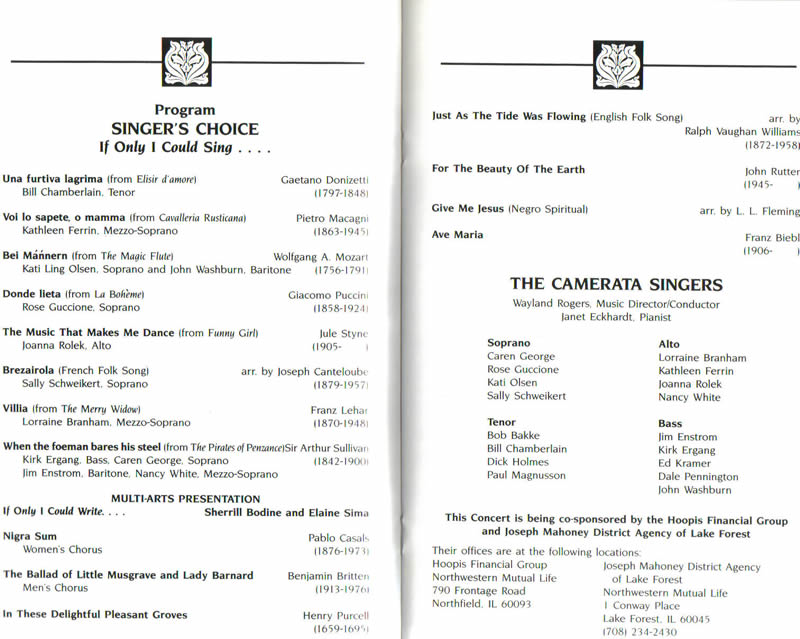 Program
SINGER'S CHOICE
If Only I Could Sing . . . .
Una furtiva lagrima (from Elisir d'amore) Gaetano Donizetti
Bill Chamberlain, Tenor (1797-1848)
Voi lo sapete, o mamma (from Cavalleria Rusticana) Pietro Macagni
Kathleen Ferrin, Mezzo-Soprano (1863-1945)
Bei Mánnern (from The Magic Flute) Wolfgang A. Mozart
Kati Ling Olsen, Soprano and John Washburn, Baritone (1756-1791)
Donde lieta (from La Bohème) Giacomo Puccini
Rose Guccione, Soprano (1858-1924)
The Music That Makes Me Dance (from Funny Girl) Jule Styne
Joanna Rolek, Alto (1905- )
Brezairola (French Folk Song) arr. by Joseph Canteloube
Sally Schweikert, Soprano (1879-1957)
Villia (from The Merry Widow) Franz Lehar
Lorraine Branham, Mezzo-Soprano (1870-1948)
When the foeman bares his steel (from The Pirates of Penzance)Sir Arthur Sullivan
Kirk Ergang, Bass, Caren George, Soprano (1842-1900)
Jim Enstrom, Baritone, Nancy White, Mezzo-Soprano
MULTI-ARTS PRESENTATION
If Only I Could Write. . . . Sherrill Bodine and Elaine Sima
Nigra Sum Pablo Casals
Women's Chorus (1876-1973)
The Ballad of Little Musgrave and Lady Barnard Benjamin Britten
Men's Chorus (1913-1976)
In These Delightful Pleasant Groves Henry Purcell
(1659-1695)
Just As The Tide Was Flowing (English Folk Song) arr. by
Ralph Vaughan Williams
(1872-1958)
For The Beauty Of The Earth John Rutter
(1945- )
Give Me Jesus (Negro Spiritual) arr. by L. L. Fleming
Ave Maria Franz Biebl
(1906- )
THE CAMERATA SINGERS
Wayland Rogers, Music Director/Conductor
Janet Eckhardt, Pianist
Soprano
Caren George
Rose Guccione
Kati Olsen
Sally Schweikert
Alto
Lorraine Branham
Kathleen Ferrin
Joanna Rolek
Nancy White
Tenor
Bob Bakke
Bill Chamberlain
Dick Holmes
Paul Magnusson
Bass
Jim Enstrom
Kirk Ergang
Ed Kramer
Dale Pennington
John Washburn
This Concert is being co-sponsored by the Hoopis Financial Group
and Joseph Mahoney District Agency of Lake Forest
Their offices are at the following locations:
Hoopis Financial Group
Northwestern Mutual Life
790 Frontage Road
Northfield, IL 60093
Joseph Mahoney District Agency
of Lake Forest
Northwestern Mutual Life
1 Conway Place
Lake Forest, IL 60045
(708) 234-2430